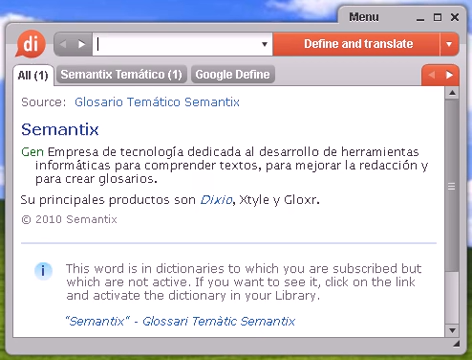 Menu
di
Define and translate
All (1)
Semantix Temático (1)
Google Define
Source: Glosario Temático Semantix
Semantix
Gen Empresa de tecnología dedicada al desarrollo de herramientas
informáticas para comprender textos, para mejorar la redacción y
para crear glosarios.
Su principales productos son Dixio, Xtyle y Gloxr.
© 2010 Semantix
i
This word is in dictionaries to which you are subscribed but
which are not active. If you want to see it, click on the link
and activate the dictionary in your Library.
"Semantix" - Glossari Temàtic Semantix